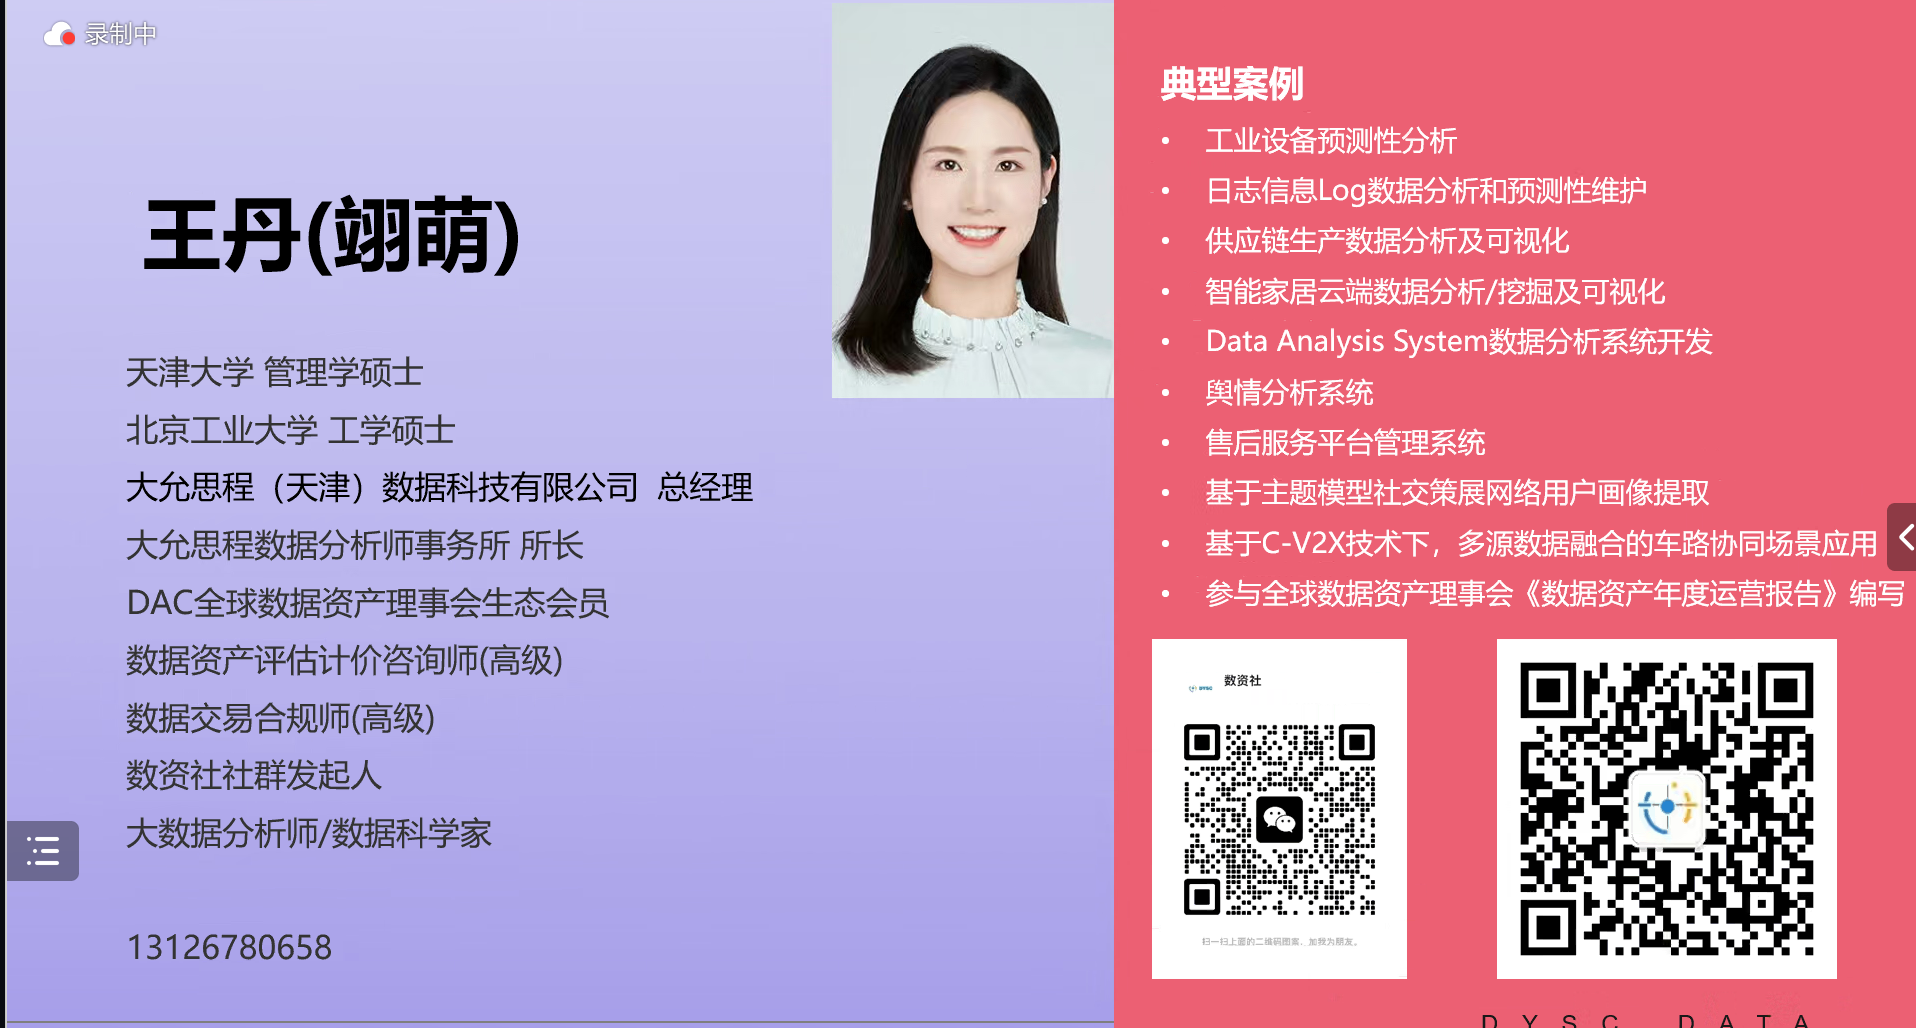 录制中
王丹(翊萌)
天津大学 管理学硕士
北京工业大学 工学硕士
大允思程（天津）数据科技有限公司 总经理
大允思程数据分析师事务所 所长
DAC全球数据资产理事会生态会员
数据资产评估计价咨询师(高级)
数据交易合规师(高级)
数资社社群发起人
大数据分析师/数据科学家
13126780658
典型案例
• 工业设备预测性分析
• 日志信息Log数据分析和预测性维护
• 供应链生产数据分析及可视化
• 智能家居云端数据分析/挖掘及可视化
• Data Analysis System数据分析系统开发
• 舆情分析系统
• 售后服务平台管理系统
• 基于主题模型社交策展网络用户画像提取
• 基于C-V2X技术下，多源数据融合的车路协同场景应用
• 参与全球数据资产理事会《数据资产年度运营报告》编写
DYSC 数资社
扫一扫上面的二维码图案，加我为朋友。
DYSC DATA